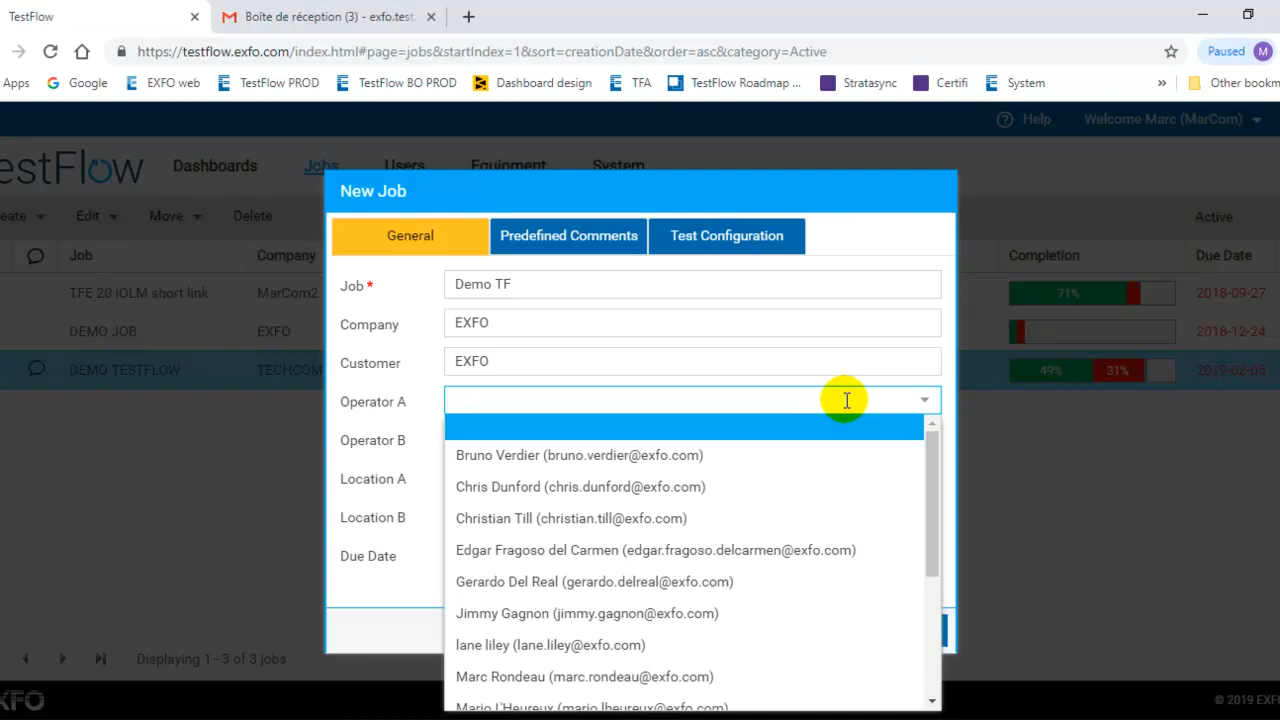 TestFlow
Boîte de réception (3) - exfo.test.
https://testflow.exfo.com/index.html#page=jobs&startIndex=1&sort=creationDate&order=asc&category=Active
Paused M
Apps Google EXFO web TestFlow PROD TestFlow BO PROD Dashboard design TFA TestFlow Roadmap ... Stratasync Certifi System » Other bookm
Help Welcome Marc (MarCom)
estFlow Dashboards Jobs Users Equipment System
eate Edit Move Delete Active
Job Company Completion Due Date
TFE 20 iOLM short link MarCom2 71% 2018-09-27
DEMO JOB EXFO 2018-12-24
DEMO TESTFLOW TECHCOM 49% 31% 2019-02-05
New Job
General Predefined Comments Test Configuration
Job * Demo TF
Company EXFO
Customer EXFO
Operator A
Operator B
Location A
Location B
Due Date
Bruno Verdier (bruno.verdier@exfo.com)
Chris Dunford (chris.dunford@exfo.com)
Christian Till (christian.till@exfo.com)
Edgar Fragoso del Carmen (edgar.fragoso.delcarmen@exfo.com)
Gerardo Del Real (gerardo.delreal@exfo.com)
Jimmy Gagnon (jimmy.gagnon@exfo.com)
lane liley (lane.liley@exfo.com)
Marc Rondeau (marc.rondeau@exfo.com)
Mario L'Heureux (mario.lheureux@exfo.com)
Displaying 1 - 3 of 3 jobs
EXFO © 2019 EXF